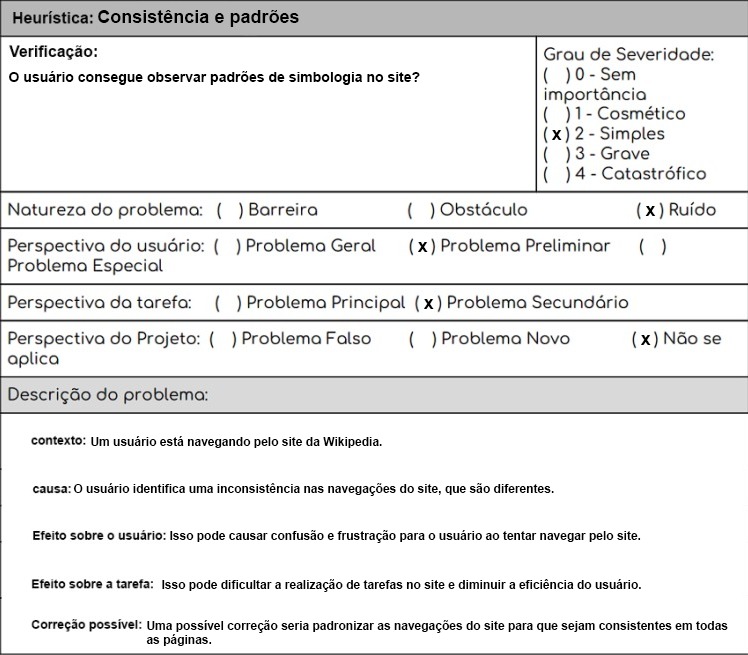 Heurística: Consistência e padrões
Verificação:
O usuário consegue observar padrões de simbologia no site?
Grau de Severidade:
( ) 0 - Sem
importância
( ) 1 - Cosmético
( x ) 2 - Simples
( ) 3 - Grave
( ) 4 - Catastrófico
Natureza do problema: ( ) Barreira ( ) Obstáculo ( x ) Ruído
Perspectiva do usuário: ( ) Problema Geral ( x ) Problema Preliminar ( )
Problema Especial
Perspectiva da tarefa: ( ) Problema Principal ( x ) Problema Secundário
Perspectiva do Projeto: ( ) Problema Falso ( ) Problema Novo ( x ) Não se
aplica
Descrição do problema:
contexto: Um usuário está navegando pelo site da Wikipedia.
causa: O usuário identifica uma inconsistência nas navegações do site, que são diferentes.
Efeito sobre o usuário: Isso pode causar confusão e frustração para o usuário ao tentar navegar pelo site.
Efeito sobre a tarefa: Isso pode dificultar a realização de tarefas no site e diminuir a eficiência do usuário.
Correção possível: Uma possível correção seria padronizar as navegações do site para que sejam consistentes em todas
as páginas.